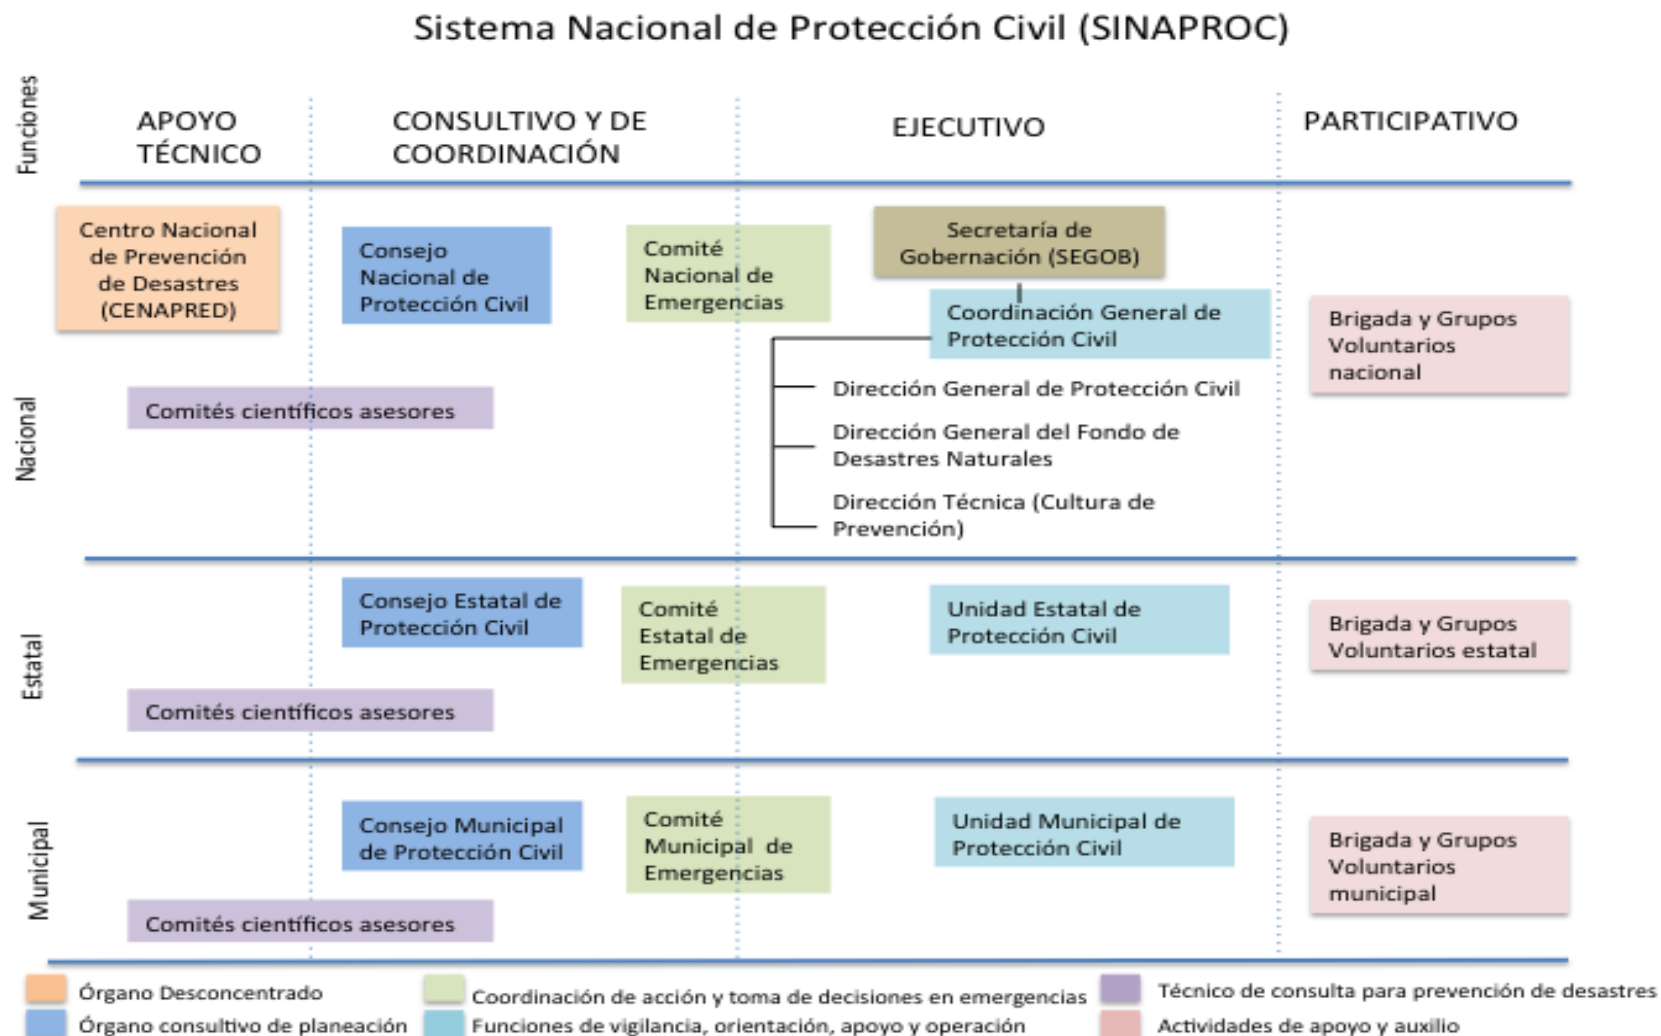 Sistema Nacional de Protección Civil (SINAPROC)
Funciones
APOYO
TÉCNICO
CONSULTIVO Y DE
COORDINACIÓN
EJECUTIVO
PARTICIPATIVO
Nacional
Centro Nacional
de Prevención
de Desastres
(CENAPRED)
Consejo
Nacional de
Protección Civil
Comité
Nacional de
Emergencias
Secretaría de
Gobernación (SEGOB)
Coordinación General de
Protección Civil
Dirección General de Protección Civil
Dirección General del Fondo de
Desastres Naturales
Dirección Técnica (Cultura de
Prevención)
Brigada y Grupos
Voluntarios
nacional
Comités científicos asesores
Estatal
Consejo Estatal de
Protección Civil
Comité
Estatal de
Emergencias
Unidad Estatal de
Protección Civil
Brigada y Grupos
Voluntarios estatal
Comités científicos asesores
Municipal
Consejo Municipal
de Protección Civil
Comité
Municipal de
Emergencias
Unidad Municipal de
Protección Civil
Brigada y Grupos
Voluntarios
municipal
Comités científicos asesores
Órgano Desconcentrado
Coordinación de acción y toma de decisiones en emergencias
Técnico de consulta para prevención de desastres
Órgano consultivo de planeación
Funciones de vigilancia, orientación, apoyo y operación
Actividades de apoyo y auxilio